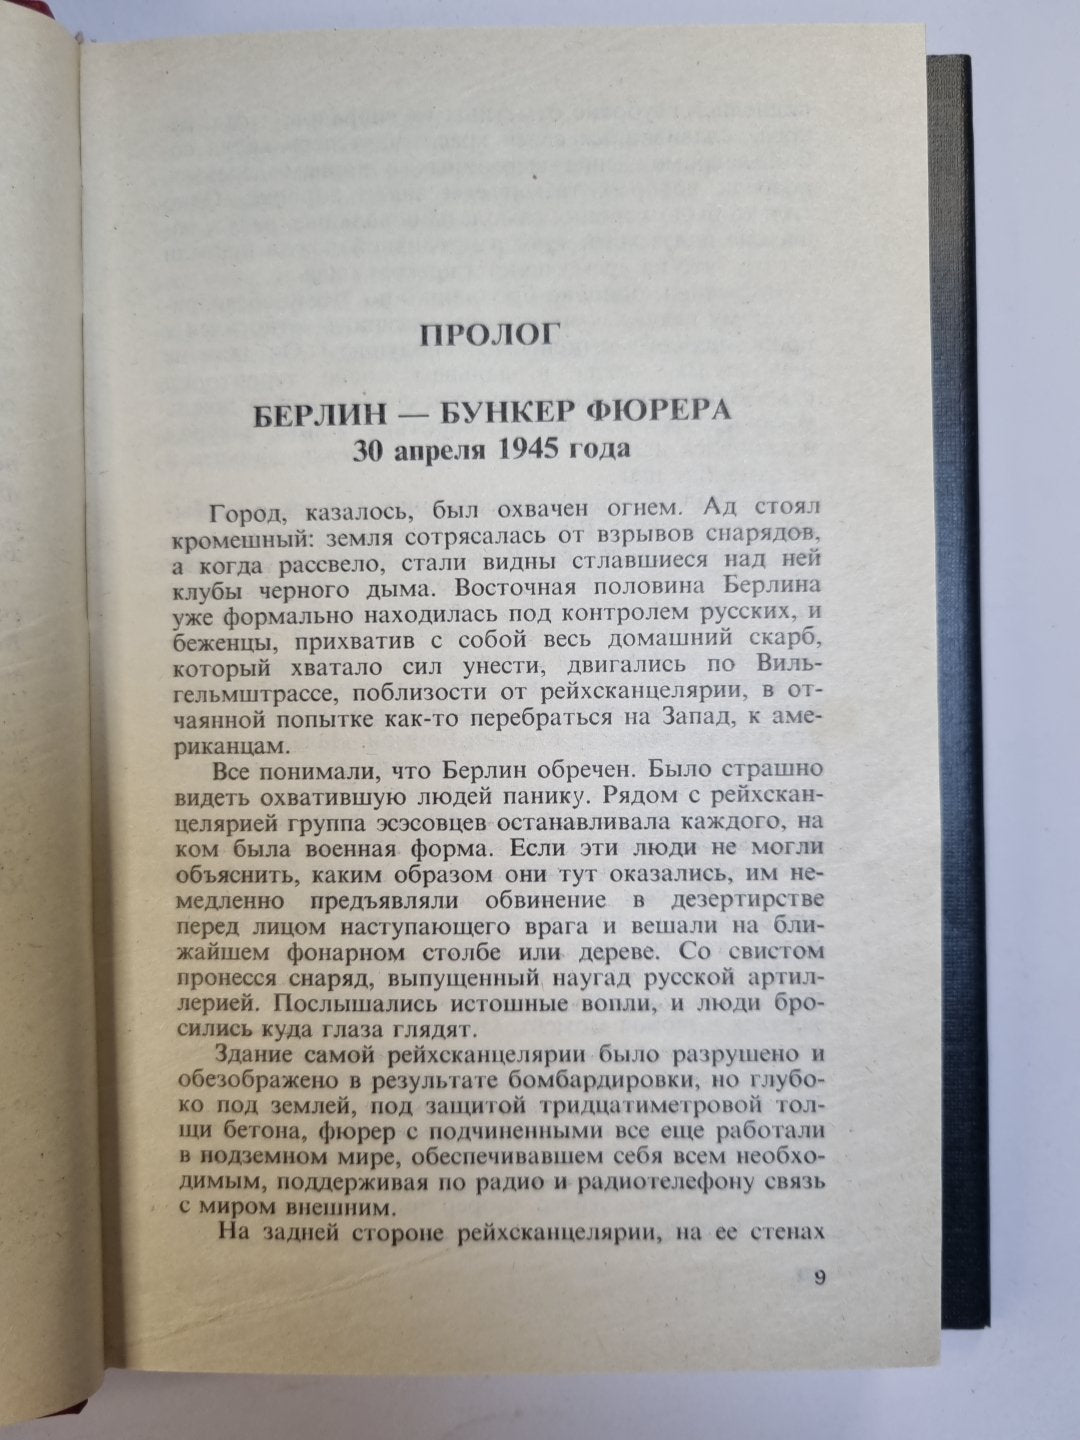 ПРОЛОГ
БЕРЛИН — БУНКЕР ФЮРЕРА
30 апреля 1945 года
Город, казалось, был охвачен огнем. Ад стоял
кромешный: земля сотрясалась от взрывов снарядов,
а когда рассвело, стали видны стлавшиеся над ней
клубы черного дыма. Восточная половина Берлина
уже формально находилась под контролем русских, и
беженцы, прихватив с собой весь домашний скарб,
который хватало сил унести, двигались по Виль-
гельмштрассе, поблизости от рейхсканцелярии, в от-
чаянной попытке как-то перебраться на Запад, к аме-
риканцам.
Все понимали, что Берлин обречен. Было страшно
видеть охватившую людей панику. Рядом с рейхскан-
целярией группа эсэсовцев останавливала каждого, на
ком была военная форма. Если эти люди не могли
объяснить, каким образом они тут оказались, им не-
медленно предъявляли обвинение в дезертирстве
перед лицом наступающего врага и вешали на бли-
жайшем фонарном столбе или дереве. Со свистом
пронесся снаряд, выпущенный наугад русской артил-
лерией. Послышались истошные вопли, и люди бро-
сились куда глаза глядят.
Здание самой рейхсканцелярии было разрушено и
обезображено в результате бомбардировки, но глубо-
ко под землей, под защитой тридцатиметровой тол-
щи бетона, фюрер с подчиненными все еще работали
в подземном мире, обеспечивавшем себя всем необхо-
димым, поддерживая по радио и радиотелефону связь
с миром внешним.
На задней стороне рейхсканцелярии, на ее стенах
9